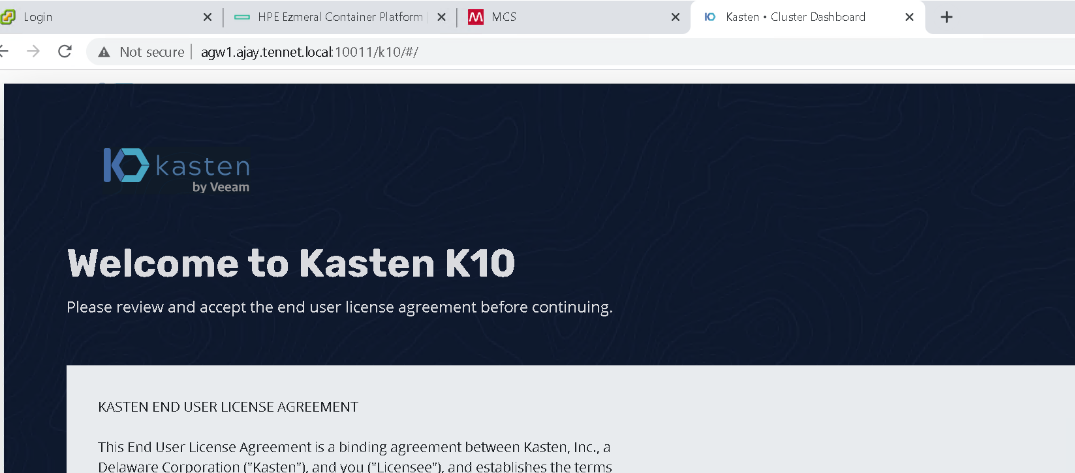 Login
HPE Ezmeral Container Platform
MCS
Kasten • Cluster Dashboard
Not secure
agw1.ajay.tennet.local:10011/k10/#/
kasten
by Veeam
Welcome to Kasten K10
Please review and accept the end user license agreement before continuing.
KASTEN END USER LICENSE AGREEMENT
This End User License Agreement is a binding agreement between Kasten, Inc., a
Delaware Corporation ("Kasten"), and you ("Licensee"), and establishes the terms